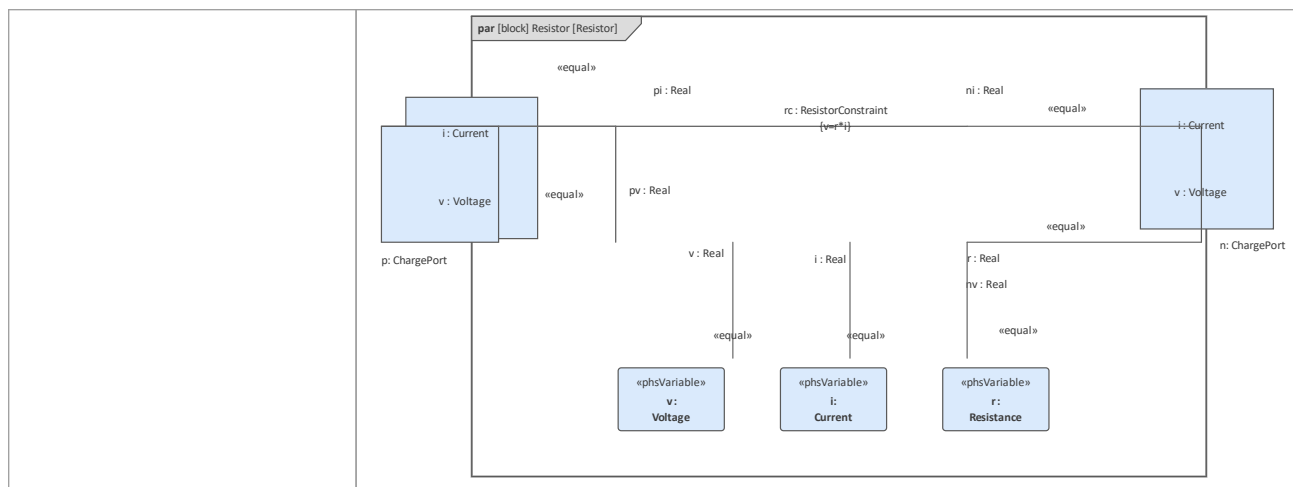 par [block] Resistor [Resistor]
«equal»
pi : Real
ni : Real
rc : ResistorConstraint
«equal»
{v=r*i}
i : Current
i : Current
v : Voltage
«equal»
pv : Real
v : Voltage
«equal»
n: ChargePort
p: ChargePort
v : Real
i : Real
r : Real
nv : Real
«equal»
«equal»
«equal»
«phsVariable»
v :
Voltage
«phsVariable»
i:
Current
«phsVariable»
r :
Resistance